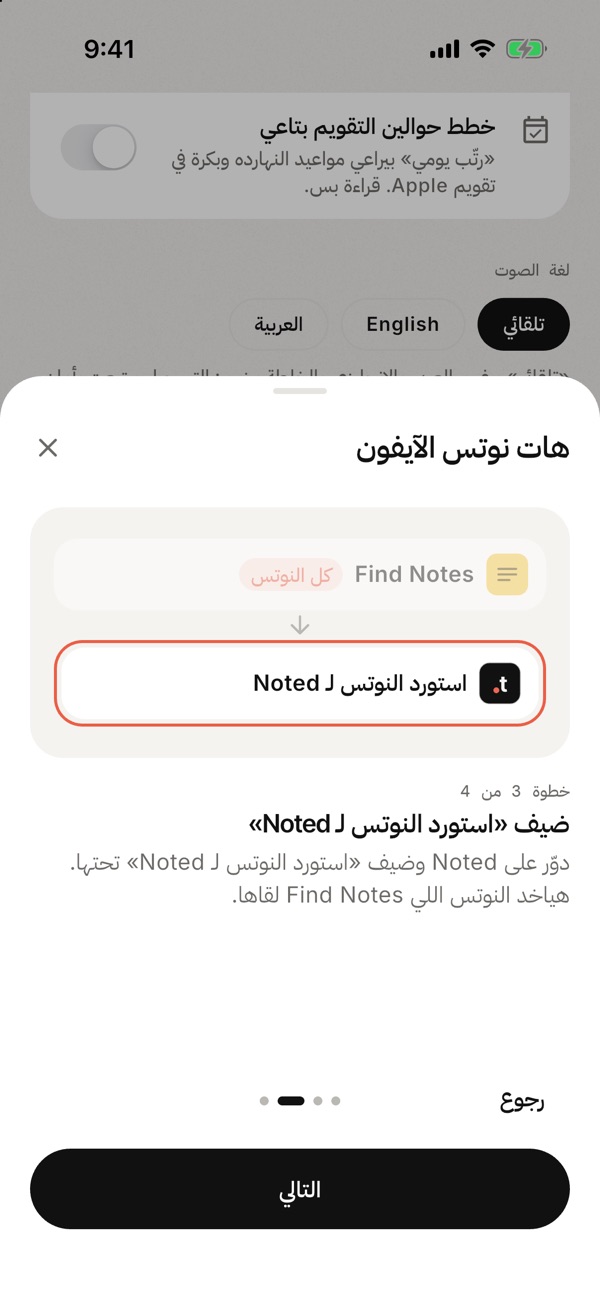 9:41
خطط حوالين التقويم بتاعي
«رتّب يومي» بيراعي مواعيد النهارده وبكرة في
تقويم Apple. قراءة بس.
لغة الصوت
تلقائي English العربية
هات نوتس الآيفون
Find Notes كل النوتس
t. استورد النوتس لـ Noted
خطوة 3 من 4
ضيف «استورد النوتس لـ Noted»
دوّر على Noted وضيف «استورد النوتس لـ Noted» تحتها.
هياخد النوتس اللي Find Notes لقاها.
رجوع
التالي